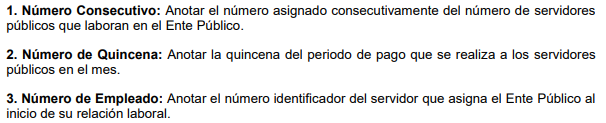 1. Número Consecutivo: Anotar el número asignado consecutivamente del número de servidores
públicos que laboran en el Ente Público.
2. Número de Quincena: Anotar la quincena del periodo de pago que se realiza a los servidores
públicos en el mes.
3. Número de Empleado: Anotar el número identificador del servidor que asigna el Ente Público al
inicio de su relación laboral.